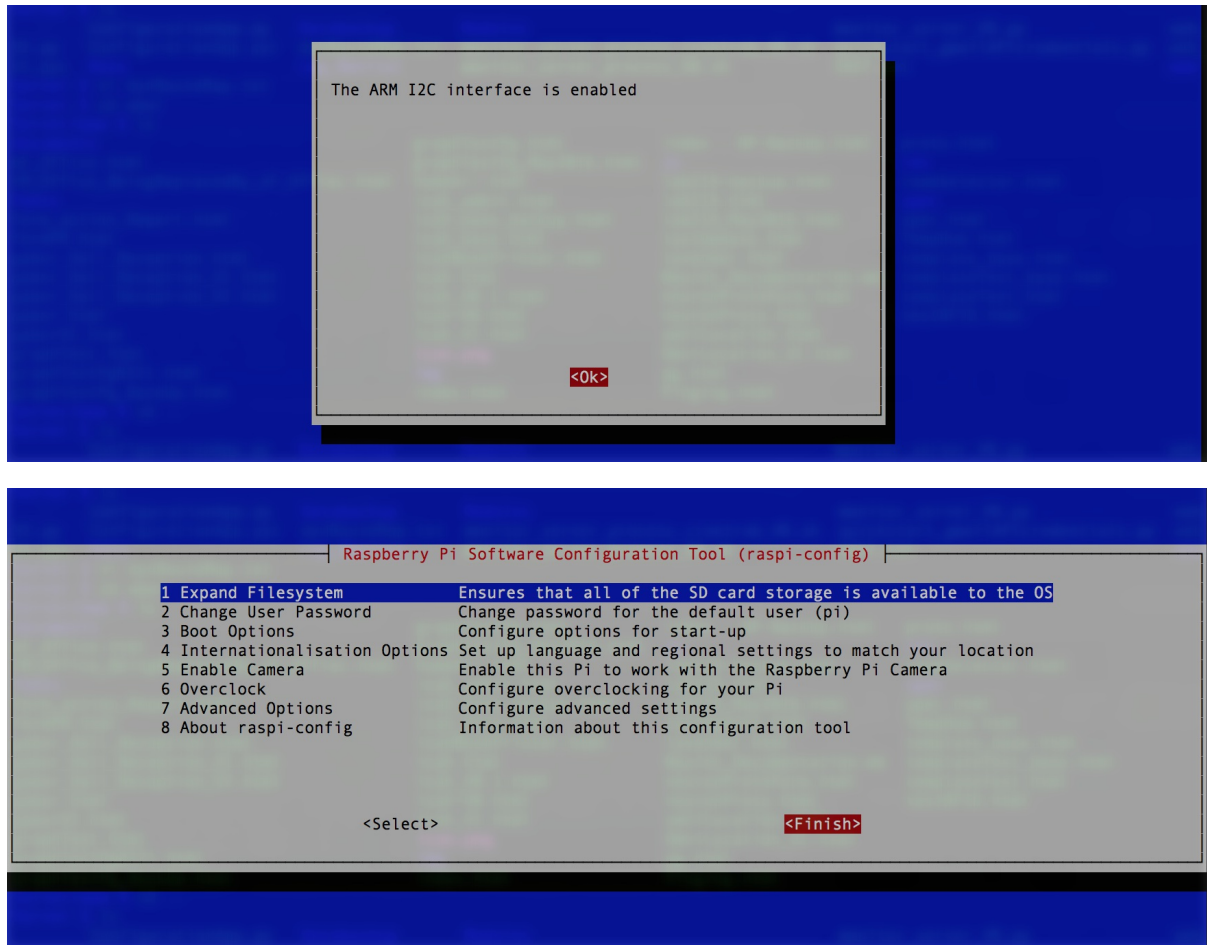 The ARM I2C interface is enabled
<Ok>
Raspberry Pi Software Configuration Tool (raspi-config)
1 Expand Filesystem Ensures that all of the SD card storage is available to the OS
2 Change User Password Change password for the default user (pi)
3 Boot Options Configure options for start-up
4 Internationalisation Options Set up language and regional settings to match your location
5 Enable Camera Enable this Pi to work with the Raspberry Pi Camera
6 Overclock Configure overclocking for your Pi
7 Advanced Options Configure advanced settings
8 About raspi-config Information about this configuration tool
<Select> <Finish>